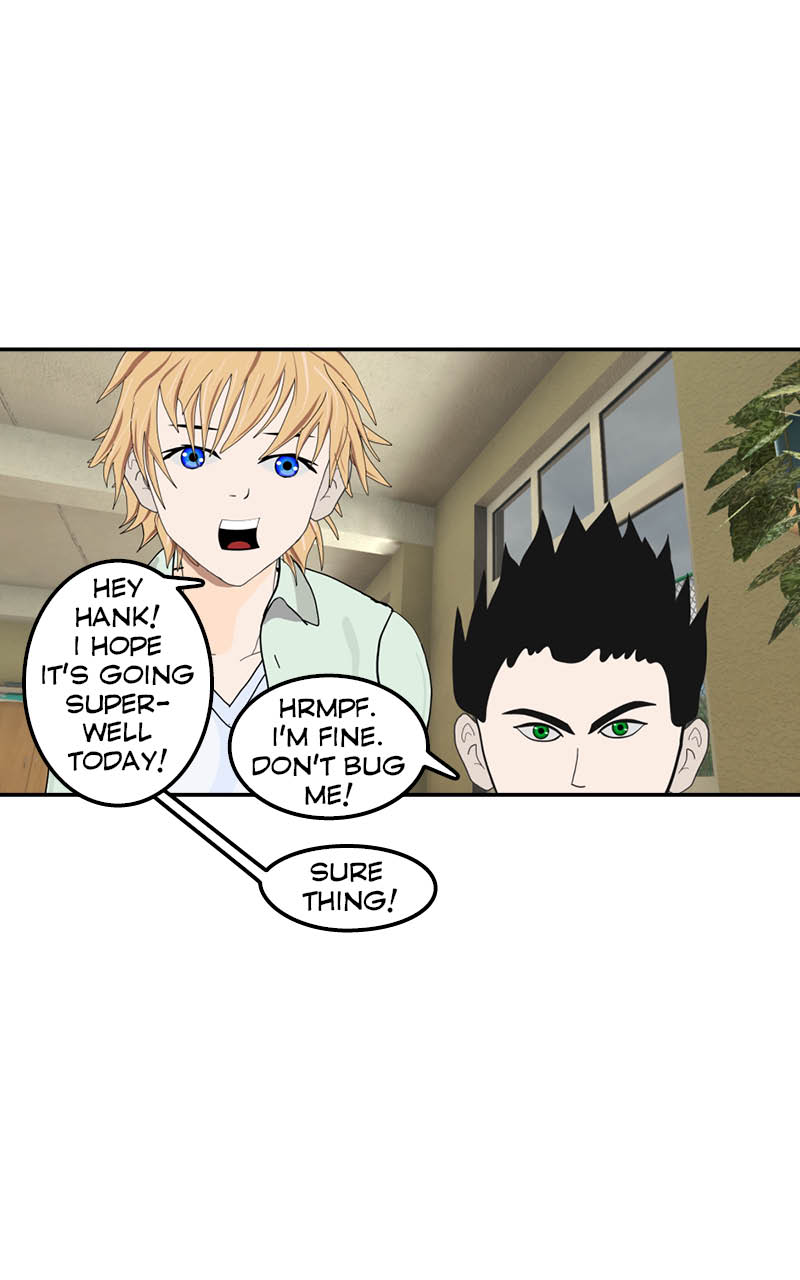 HEY
HANK!
I HOPE
IT'S GOING
SUPER-
WELL
TODAY!
HRMPF.
I'M FINE.
DON'T BUG
ME!
SURE
THING!